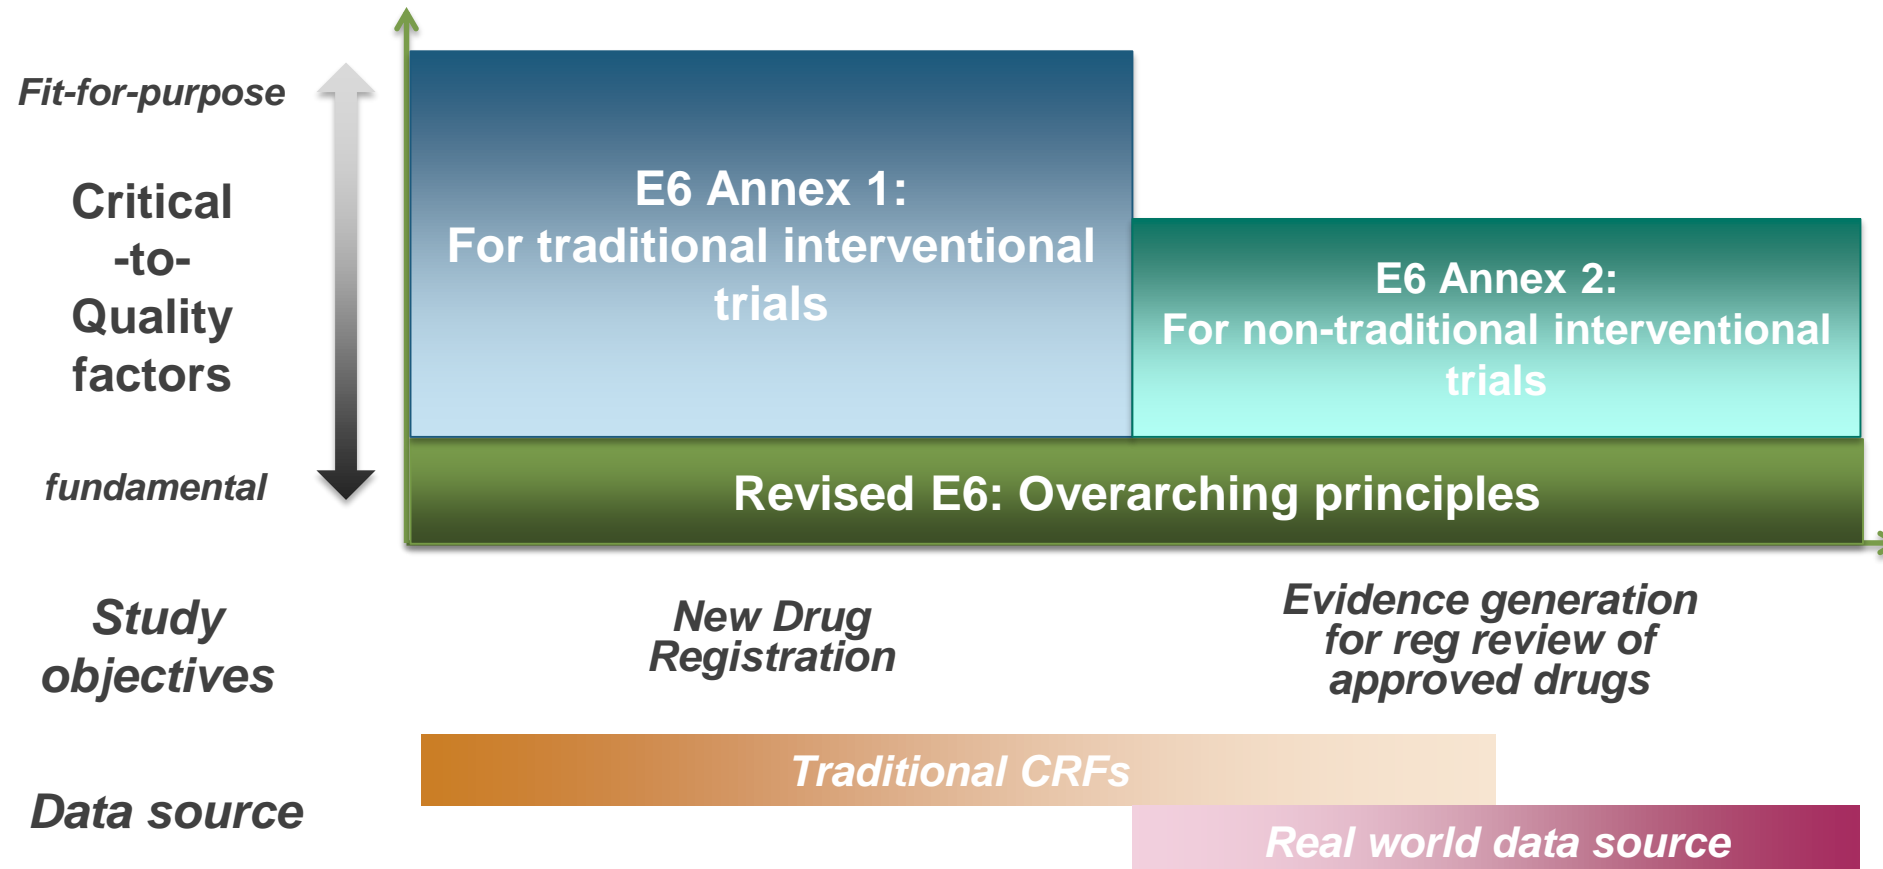 Fit-for-purpose
Critical
-to-
Quality
factors
fundamental
E6 Annex 1:
For traditional interventional
trials
E6 Annex 2:
For non-traditional interventional
trials
Revised E6: Overarching principles
Study
objectives
New Drug
Registration
Evidence generation
for reg review of
approved drugs
Data source
Traditional CRFs
Real world data source